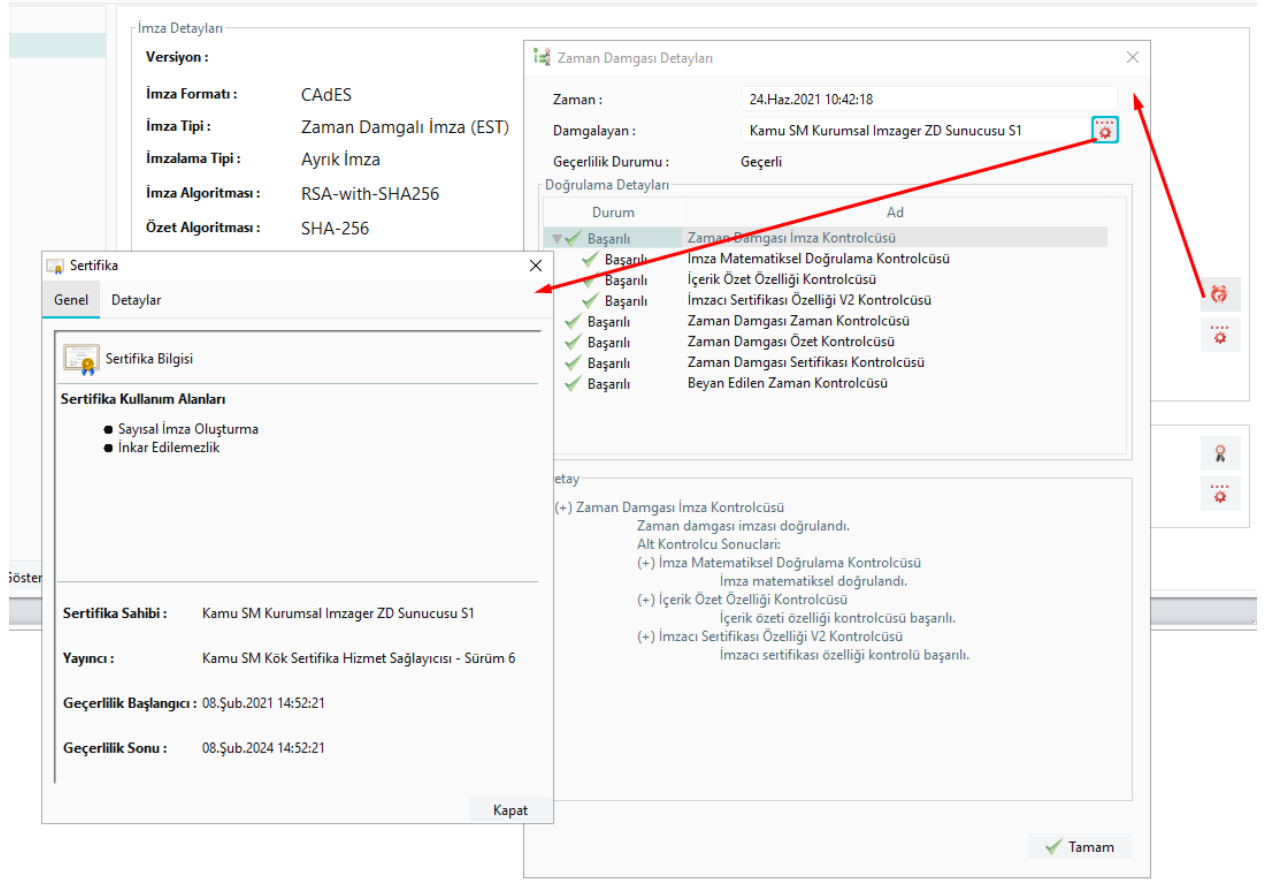 İmza Detayları
Versiyon :
İmza Formatı : CAdES
İmza Tipi : Zaman Damgalı İmza (EST)
İmzalama Tipi : Ayrık İmza
İmza Algoritması : RSA-with-SHA256
Özet Algoritması : SHA-256
Zaman Damgası Detayları
Zaman : 24.Haz.2021 10:42:18
Damgalayan : Kamu SM Kurumsal Imzager ZD Sunucusu S1
Geçerlilik Durumu : Geçerli
Doğrulama Detayları
Durum Ad
Başarılı Zaman Damgası İmza Kontrolcüsü
Başarılı İmza Matematiksel Doğrulama Kontrolcüsü
Başarılı İçerik Özet Özelliği Kontrolcüsü
Başarılı İmzacı Sertifikası Özelliği V2 Kontrolcüsü
Başarılı Zaman Damgası Zaman Kontrolcüsü
Başarılı Zaman Damgası Özet Kontrolcüsü
Başarılı Zaman Damgası Sertifikası Kontrolcüsü
Başarılı Beyan Edilen Zaman Kontrolcüsü
etay
(+) Zaman Damgası İmza Kontrolcüsü
Zaman damgası imzası doğrulandı.
Alt Kontrolcu Sonuclari:
(+) İmza Matematiksel Doğrulama Kontrolcüsü
İmza matematiksel doğrulandı.
(+) İçerik Özet Özelliği Kontrolcüsü
İçerik özeti özelliği kontrolcüsü başarılı.
(+) İmzacı Sertifikası Özelliği V2 Kontrolcüsü
İmzacı sertifikası özelliği kontrolü başarılı.
Tamam
Sertifika
Genel Detaylar
Sertifika Bilgisi
Sertifika Kullanım Alanları
Sayısal İmza Oluşturma
İnkar Edilemezlik
Sertifika Sahibi : Kamu SM Kurumsal Imzager ZD Sunucusu S1
Yayıncı : Kamu SM Kök Sertifika Hizmet Sağlayıcısı - Sürüm 6
Geçerlilik Başlangıcı : 08.Şub.2021 14:52:21
Geçerlilik Sonu : 08.Şub.2024 14:52:21
Kapat